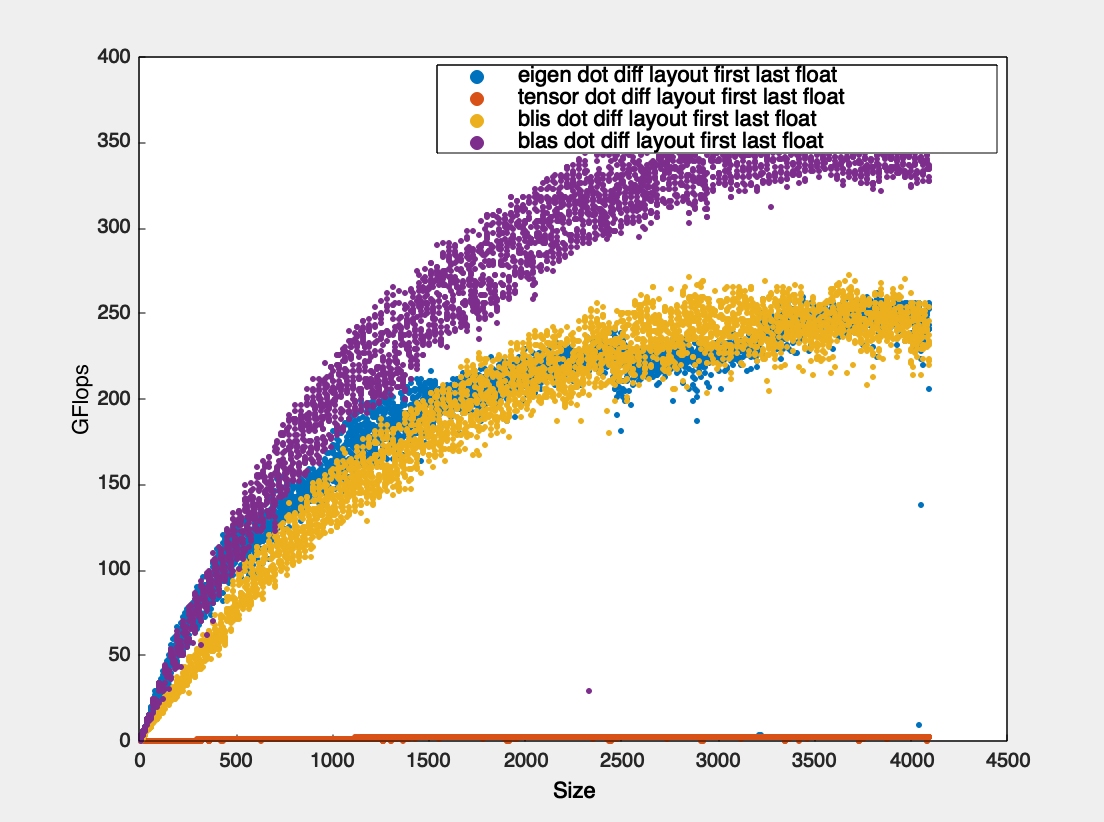 400
350
300
250
200
150
100
50
0
GFlops
eigen dot diff layout first last float
tensor dot diff layout first last float
blis dot diff layout first last float
blas dot diff layout first last float
0 500 1000 1500 2000 2500 3000 3500 4000 4500
Size